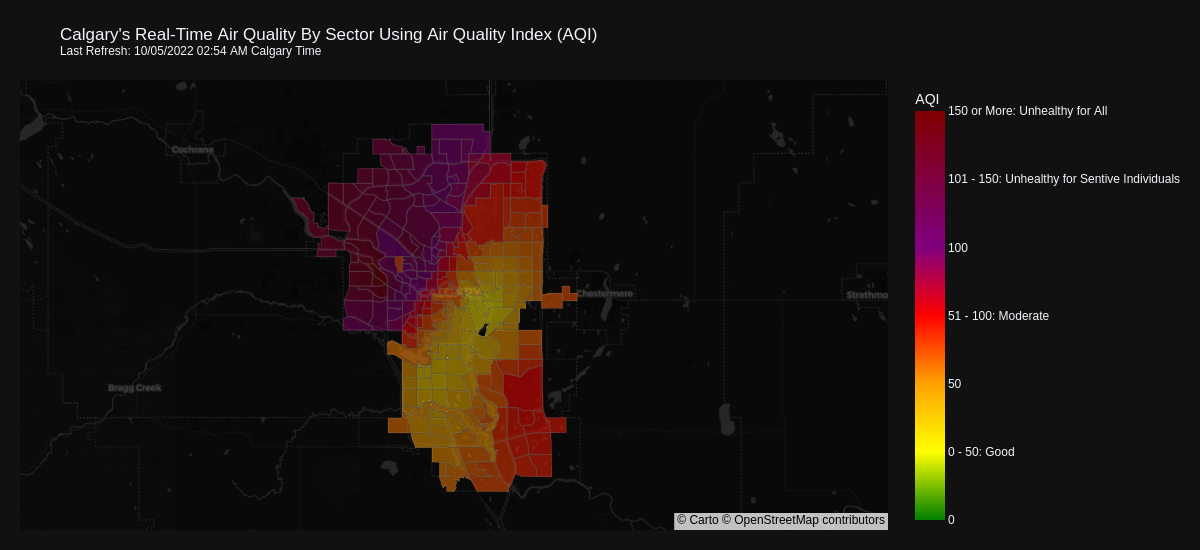 Calgary's Real-Time Air Quality By Sector Using Air Quality Index (AQI)
Last Refresh: 10/05/2022 02:54 AM Calgary Time
AQI
150 or More: Unhealthy for All
Cochrane
101 - 150: Unhealthy for Sentive Individuals
100
CALGARY
Chestermere
Strathmo
51 - 100: Moderate
Bragg Creek
50
0 - 50: Good
0
© Carto © OpenStreetMap contributors